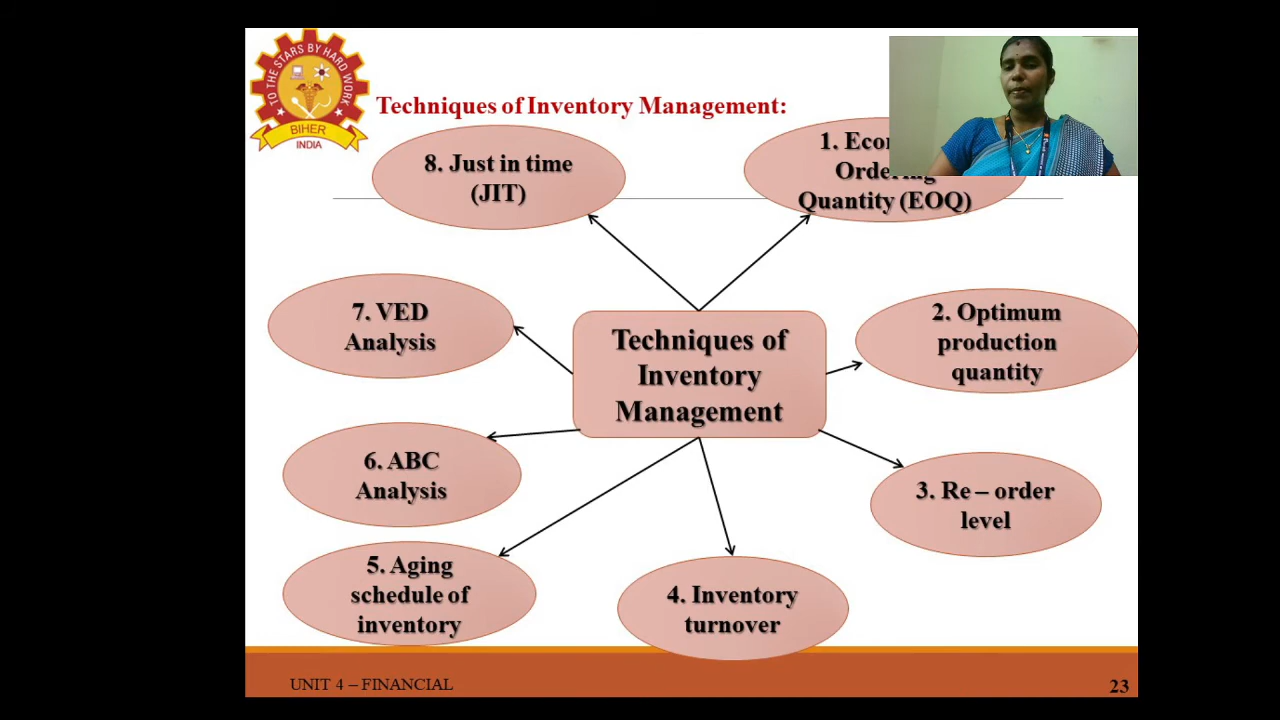 TO THE STARS BY HARD WORK
BIHER
INDIA
Techniques of Inventory Management:
8. Just in time
(JIT)
1.
Quantity (EOQ)
7. VED
Analysis
Techniques of
Inventory
Management
2. Optimum
production
quantity
6. ABC
Analysis
3. Re – order
level
5. Aging
schedule of
inventory
4. Inventory
turnover
UNIT 4 – FINANCIAL
23